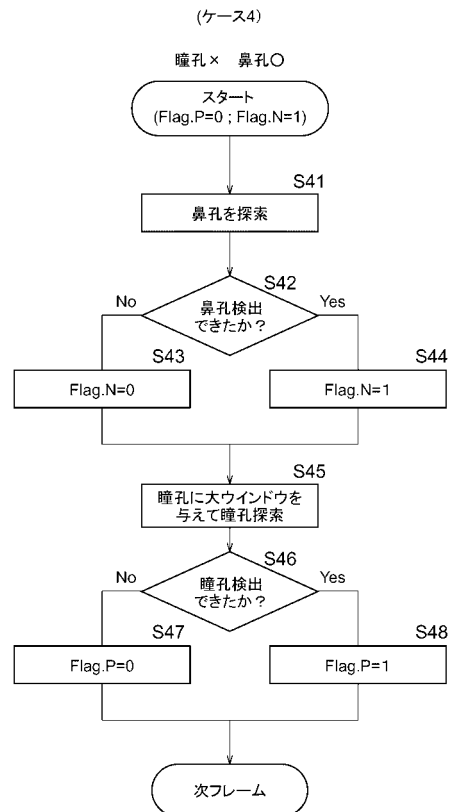 (ケース4)
瞳孔× 鼻孔○
スタート
(Flag.P=0 ; Flag.N=1)
S41
鼻孔を探索
S42
No
Yes
鼻孔検出
できたか?
S43
S44
Flag.N=0
Flag.N=1
S45
瞳孔に大ウインドウを
与えて瞳孔探索
S46
No
Yes
瞳孔検出
できたか?
S47
S48
Flag.P=0
Flag.P=1
次フレーム